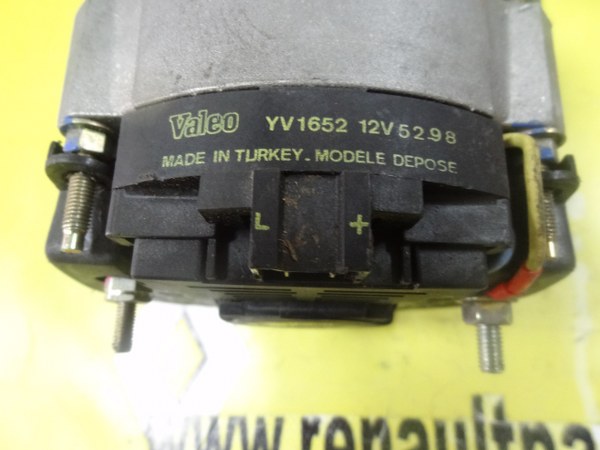 Valeo YV1652 12V 52.98
MADE IN TURKEY. MODELE DEPOSE
L +
www.renaultpa